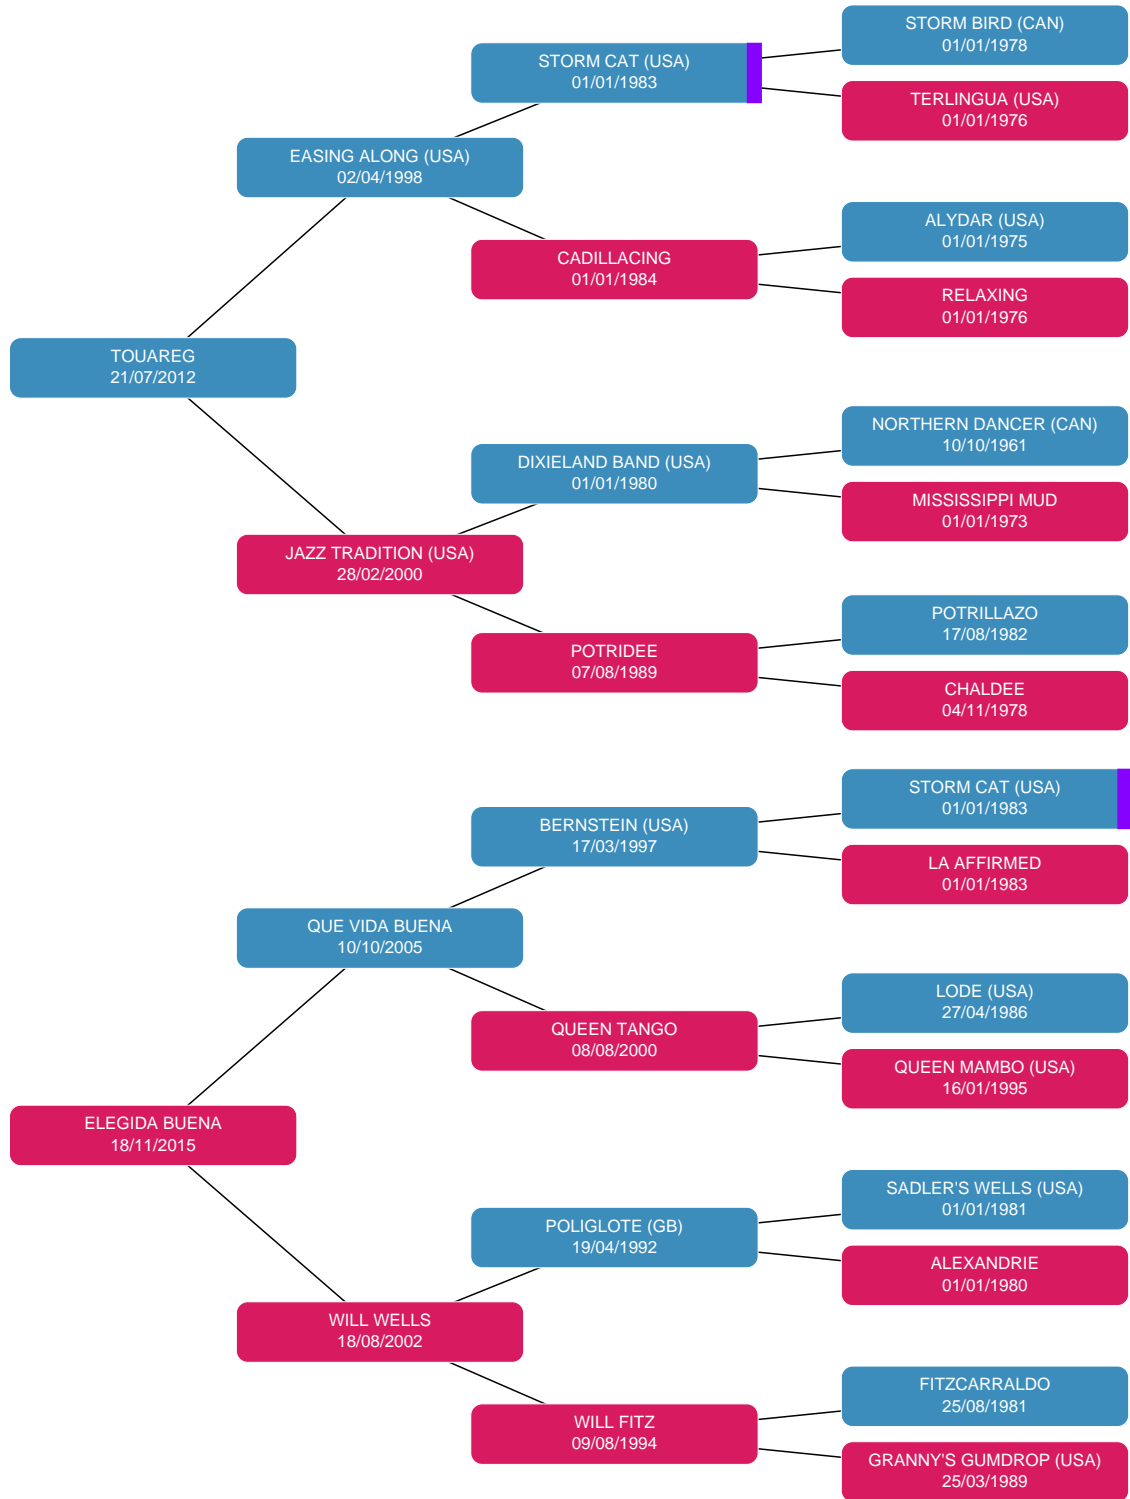 STORM BIRD (CAN)
01/01/1978
STORM CAT (USA)
01/01/1983
TERLINGUA (USA)
01/01/1976
EASING ALONG (USA)
02/04/1998
ALYDAR (USA)
01/01/1975
CADILLACING
01/01/1984
RELAXING
01/01/1976
TOUAREG
21/07/2012
NORTHERN DANCER (CAN)
10/10/1961
DIXIELAND BAND (USA)
01/01/1980
MISSISSIPPI MUD
01/01/1973
JAZZ TRADITION (USA)
28/02/2000
POTRILLAZO
17/08/1982
POTRIDEE
07/08/1989
CHALDEE
04/11/1978
STORM CAT (USA)
01/01/1983
BERNSTEIN (USA)
17/03/1997
LA AFFIRMED
01/01/1983
QUE VIDA BUENA
10/10/2005
LODE (USA)
27/04/1986
QUEEN TANGO
08/08/2000
QUEEN MAMBO (USA)
16/01/1995
ELEGIDA BUENA
18/11/2015
SADLER'S WELLS (USA)
01/01/1981
POLIGLOTE (GB)
19/04/1992
ALEXANDRIE
01/01/1980
WILL WELLS
18/08/2002
FITZCARRALDO
25/08/1981
WILL FITZ
09/08/1994
GRANNY'S GUMDROP (USA)
25/03/1989